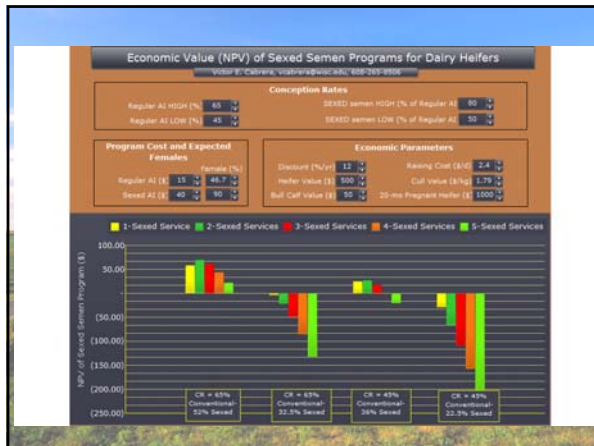 Economic Value (NPV) of Sexed Semen Programs for Dairy Heifers
Victor E. Cabrera, vcabrera@wisc.edu, 608-265-8506
Conception Rates
Regular AI HIGH (%) 65
SEXED semen HIGH (% of Regular AI 80
Regular AI LOW (%) 45
SEXED semen LOW (% of Regular AI 50
Program Cost and Expected Females
Female (%)
Regular AI ($) 15 46.7
Sexed AI ($) 40 90
Economic Parameters
Discount (%/yr) 12 Raising Cost ($/d) 2.4
Heifer Value ($) 500 Cull Value ($/kg) 1.79
Bull Calf Value ($) 50 20-mo Pregnant Heifer ($) 1000
1-Sexed Service 2-Sexed Services 3-Sexed Services 4-Sexed Services 5-Sexed Services
NPV of Sexed Semen Program ($)
100.00
50.00
-
(50.00)
(100.00)
(150.00)
(200.00)
(250.00)
CR = 65%
Conventional-
52% Sexed
CR = 65%
Conventional-
32.5% Sexed
CR = 45%
Conventional-
36% Sexed
CR = 45%
Conventional-
22.5% Sexed